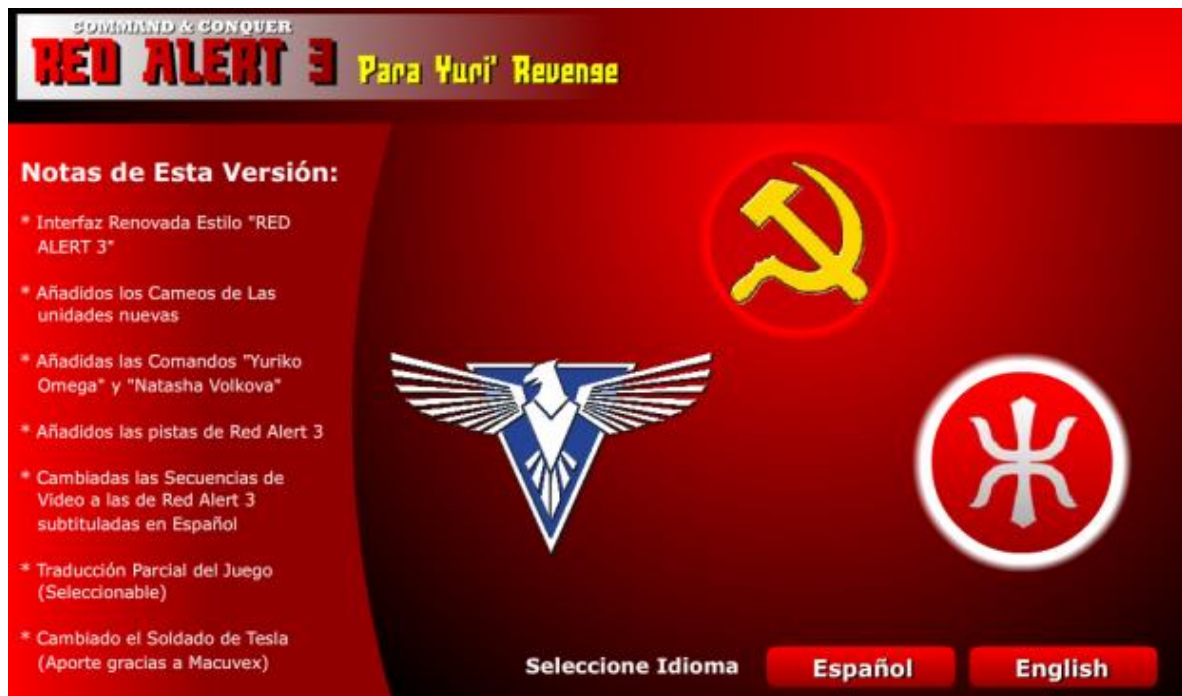 COMMAND & CONQUER
RED ALERT 3 Para Yuri' Revenge
Notas de Esta Versión:
* Interfaz Renovada Estilo "RED
ALERT 3"
* Añadidos los Cameos de Las
unidades nuevas
* Añadidas las Comandos "Yuriko
Omega" y "Natasha Volkova"
* Añadidos las pistas de Red Alert 3
* Cambiadas las Secuencias de
Video a las de Red Alert 3
subtituladas en Español
* Traducción Parcial del Juego
(Seleccionable)
* Cambiado el Soldado de Tesla
(Aporte gracias a Macuvex)
Seleccione Idioma Español English